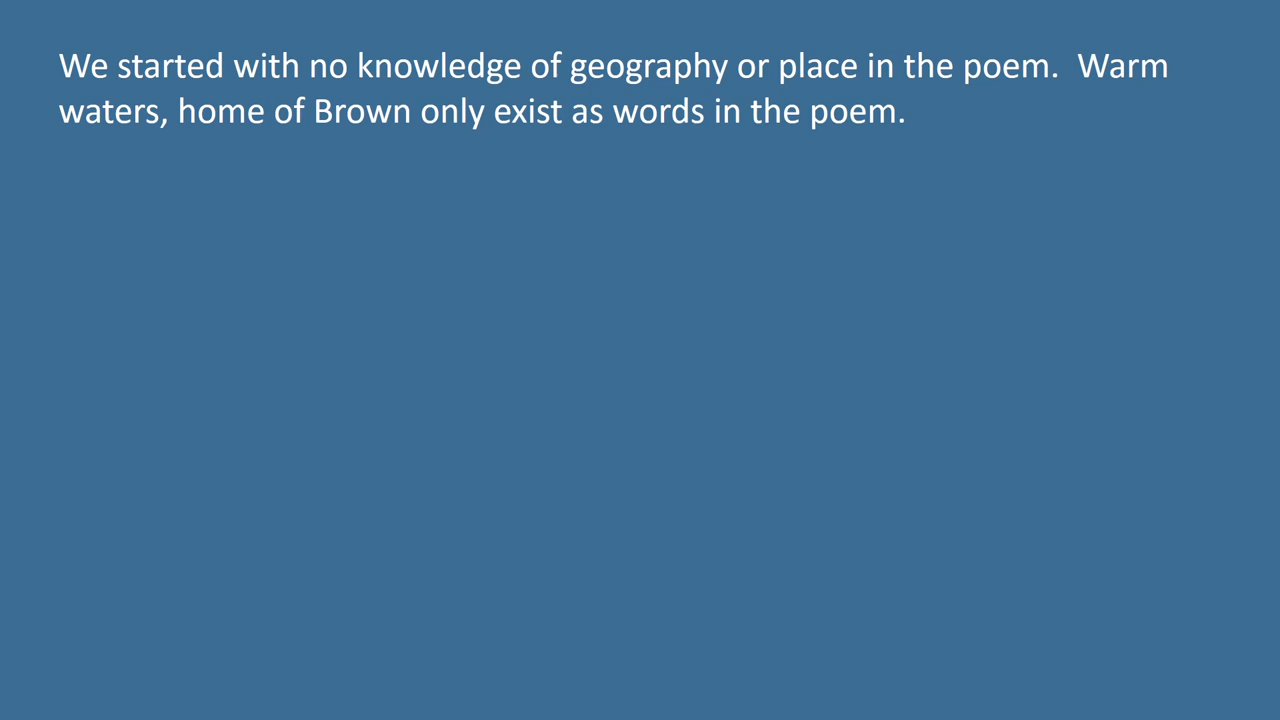 We started with no knowledge of geography or place in the poem.  Warm
waters, home of Brown only exist as words in the poem.